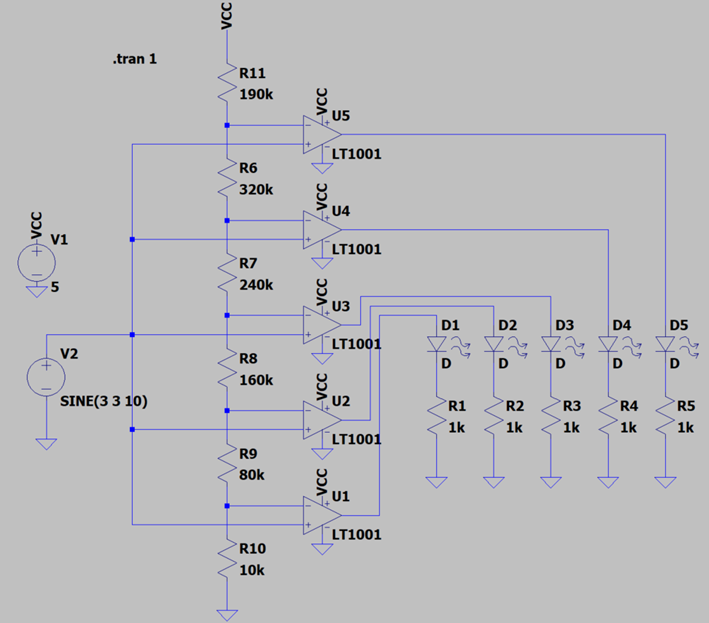 VCC
.tran 1
R11
190k
VCC
U5
LT1001
R6
320k
VCC
U4
LT1001
VCC
V1
5
R7
240k
VCC
U3
LT1001
V2
SINE(3 3 10)
R8
160k
VCC
U2
LT1001
R9
80k
VCC
U1
LT1001
R10
10k
D1
D
D2
D
D3
D
D4
D
D5
D
R1
1k
R2
1k
R3
1k
R4
1k
R5
1k